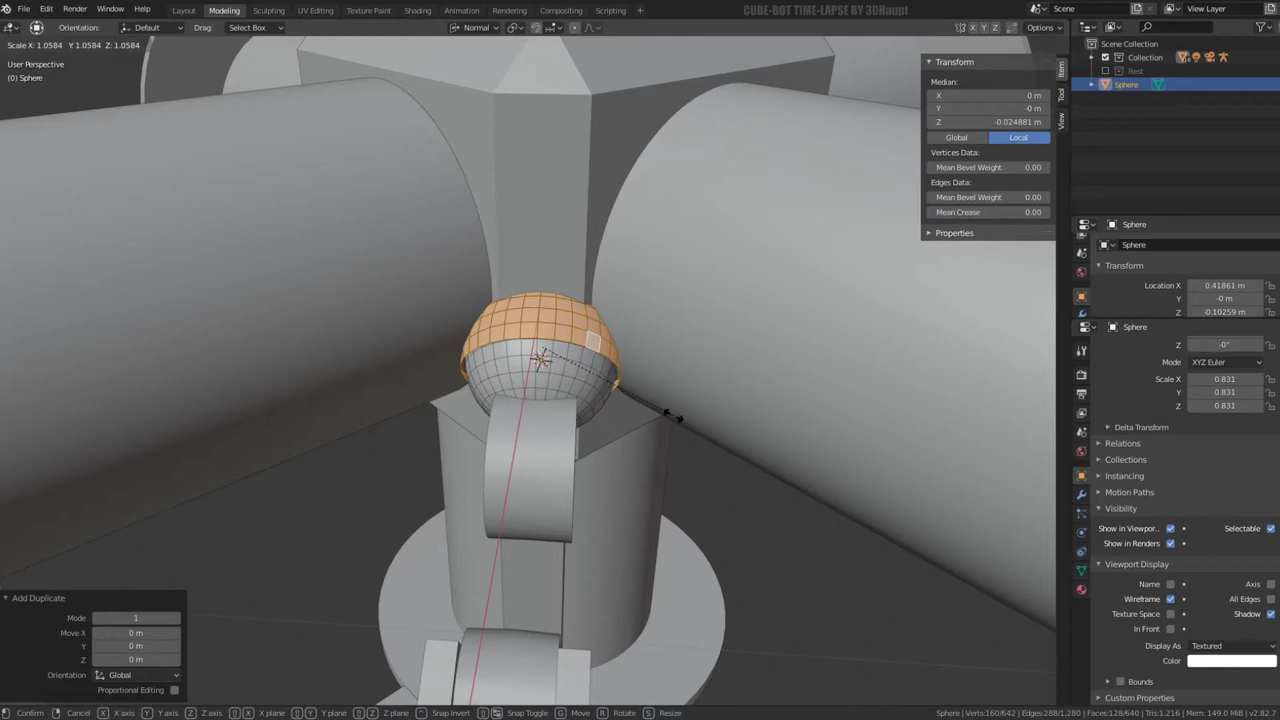 File Edit Render Window Help
Layout Modeling Sculpting UV Editing Texture Paint Shading Animation Rendering Compositing Scripting
CUBE-BOT TIME-LAPSE BY 3DHaupt
Scene View Layer
Orientation: Default Drag: Select Box Normal X Y Z Options
Scale X: 1.0584 Y: 1.0584 Z: 1.0584
User Perspective
(0) Sphere
Transform
Median:
X 0 m
Y -0 m
Z -0.024881 m
Global Local
Vertices Data:
Mean Bevel Weight 0.00
Edges Data:
Mean Bevel Weight 0.00
Mean Crease 0.00
Properties
Item
Tool
View
Scene Collection
Collection
Rest
Sphere
Sphere
Sphere
Transform
Location X 0.41861 m
Y -0 m
Z -0.10259 m
Sphere
Z -0°
Mode XYZ Euler
Scale X 0.831
Y 0.831
Z 0.831
Delta Transform
Relations
Collections
Instancing
Motion Paths
Visibility
Show in Viewpor.. Selectable
Show in Renders
Viewport Display
Name Axis
Wireframe All Edges
Texture Space Shadow
In Front
Display As Textured
Color
Bounds
Custom Properties
Add Duplicate
Mode 1
Move X 0 m
Y 0 m
Z 0 m
Orientation Global
Proportional Editing
Confirm Cancel X X axis Y Y axis Z Z axis X X plane Y Y plane Z Z plane Snap Invert Snap Toggle G Move R Rotate S Resize
Sphere | Verts:160/642 | Edges:288/1,280 | Faces:128/640 | Tris:1,216 | Mem: 149.0 MiB | v2.82.7